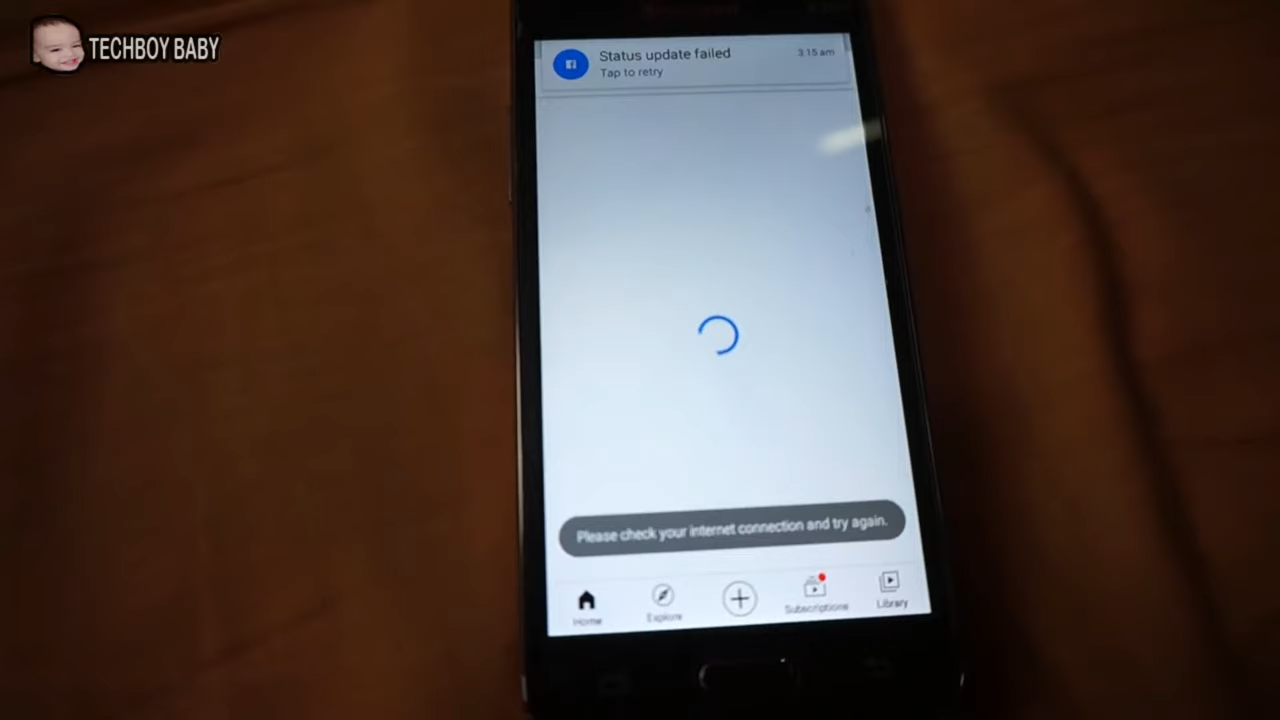 TECHBOY BABY
Status update failed
3:15 am
Tap to retry
Please check your internet connection and try again.
Home
Explore
Subscriptions
Library